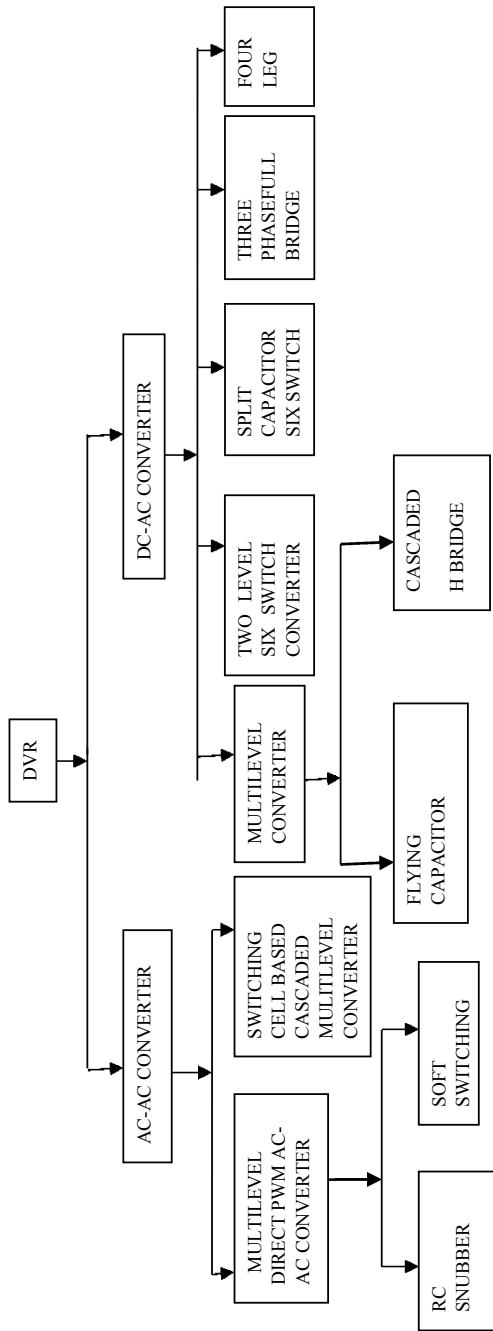 DVR
AC-AC CONVERTER
DC-AC CONVERTER
MULTILEVEL
DIRECT PWM AC-
AC CONVERTER
SWITCHING
CELL BASED
CASCADED
MULITLEVEL
CONVERTER
MULTILEVEL
CONVERTER
TWO LEVEL
SIX SWITCH
CONVERTER
SPLIT
CAPACITOR
SIX SWITCH
THREE
PHASEFULL
BRIDGE
FOUR
LEG
RC
SNUBBER
SOFT
SWITCHING
FLYING
CAPACITOR
CASCADED
H BRIDGE